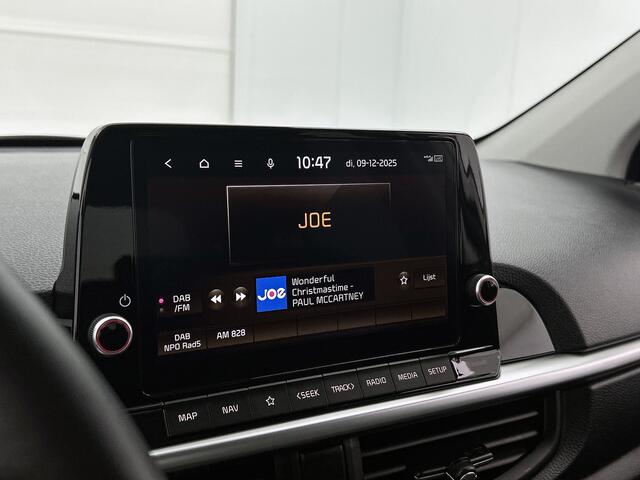 10:47 di, 09-12-2025
JOE
DAB
/FM
JOe
Wonderful
Christmastime -
PAUL MCCARTNEY
Lijst
DAB
NPO Rad5
AM 828
MAP
NAV
<SEEK
TRACK>
RADIO
MEDIA
SETUP